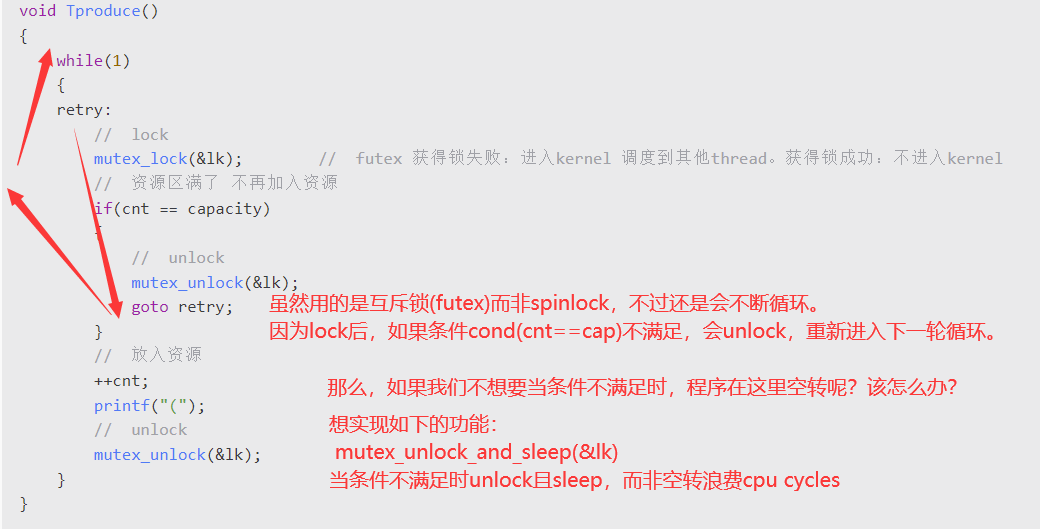 void Tproduce()
{
while(1)
{
retry:
//  lock
mutex_lock(&lk);        //  futex 获得锁失败：进入kernel 调度到其他thread。获得锁成功：不进入kernel
//  资源区满了 不再加入资源
if(cnt == capacity)
{
//  unlock
mutex_unlock(&lk);
goto retry;    虽然用的是互斥锁(futex)而非spinlock，不过还是会不断循环。
}    因为lock后，如果条件cond(cnt==cap)不满足，会unlock，重新进入下一轮循环。
//  放入资源
++cnt;    那么，如果我们不想要当条件不满足时，程序在这里空转呢？该怎么办？
printf("(");
//  unlock    想实现如下的功能：
mutex_unlock(&lk);    mutex_unlock_and_sleep(&lk)
}    当条件不满足时unlock且sleep，而非空转浪费cpu cycles
}